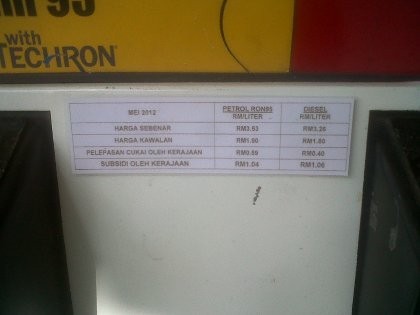 95
with
TECHRON
MEI 2012 PETROL RON95 RM/LITER DIESEL RM/LITER
HARGA SEBENAR RM3.53 RM3.26
HARGA KAWALAN RM1.90 RM1.80
PELEPASAN CUKAI OLEH KERAJAAN RM0.59 RM0.40
SUBSIDI OLEH KERAJAAN RM1.04 RM1.06